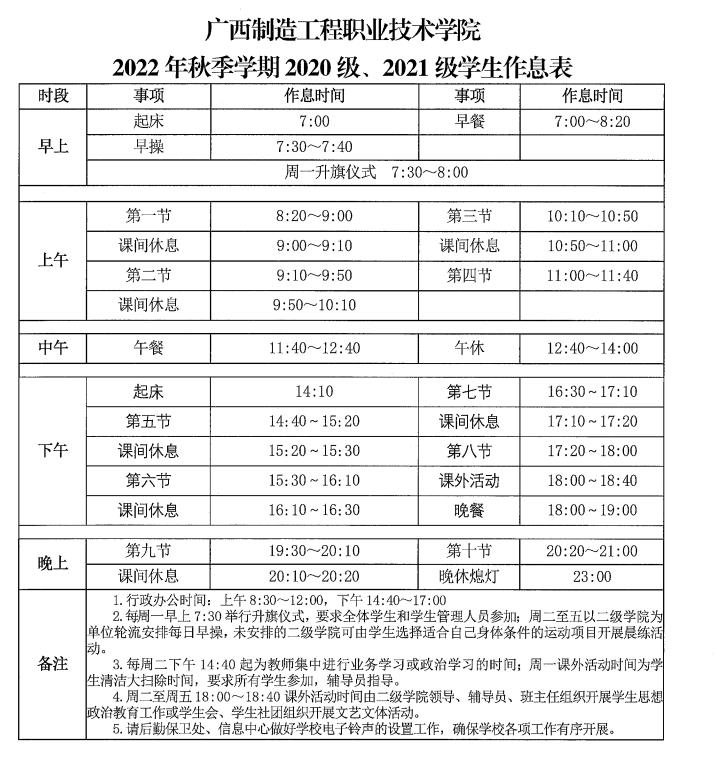 广西制造工程职业技术学院
2022 年秋季学期 2020 级、2021 级学生作息表
时段 事项 作息时间 事项 作息时间
早上 起床 7:00 早餐 7:00～8:20
早操 7:30～7:40
周一升旗仪式 7:30～8:00
上午 第一节 8:20～9:00 第三节 10:10～10:50
课间休息 9:00～9:10 课间休息 10:50～11:00
第二节 9:10～9:50 第四节 11:00～11:40
课间休息 9:50～10:10
中午 午餐 11:40～12:40 午休 12:40～14:00
下午 起床 14:10 第七节 16:30~17:10
第五节 14:40~15:20 课间休息 17:10~17:20
课间休息 15:20~15:30 第八节 17:20~18:00
第六节 15:30~16:10 课外活动 18:00~18:40
课间休息 16:10~16:30 晚餐 18:00~19:00
晚上 第九节 19:30～20:10 第十节 20:20～21:00
课间休息 20:10～20:20 晚休熄灯 23:00
备注 1.行政办公时间：上午 8:30～12:00，下午 14:40～17:00
2.每周一早上 7:30 举行升旗仪式，要求全体学生和学生管理人员参加；周二至五以二级学院为
单位轮流安排每日早操，未安排的二级学院可由学生选择适合自己身体条件的运动项目开展晨练活
动。
3.每周二下午 14:40 起为教师集中进行业务学习或政治学习的时间；周一课外活动时间为学
生清洁大扫除时间，要求所有学生参加，辅导员指导。
4.周二至周五 18:00～18:40 课外活动时间由二级学院领导、辅导员、班主任组织开展学生思想
政治教育工作或学生会、学生社团组织开展文艺文体活动。
5.请后勤保卫处、信息中心做好学校电子铃声的设置工作，确保学校各项工作有序开展。